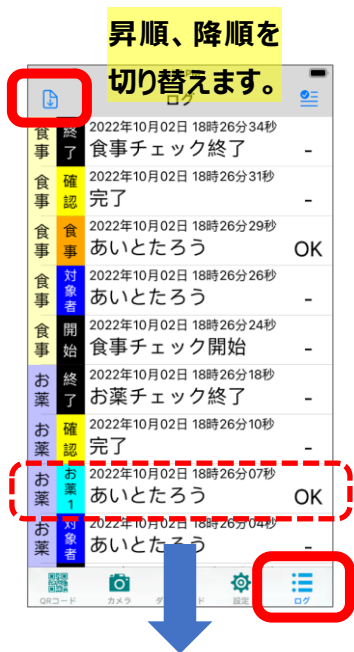 昇順、降順を
切り替えます。
ログ
食事 終了 2022年10月02日 18時26分34秒
食事チェック終了 -
食事 確認 2022年10月02日 18時26分31秒
完了 -
食事 食事 2022年10月02日 18時26分29秒
あいとたろう OK
食事 対象者 2022年10月02日 18時26分26秒
あいとたろう -
食事 開始 2022年10月02日 18時26分24秒
食事チェック開始 -
お薬 終了 2022年10月02日 18時26分18秒
お薬チェック終了 -
お薬 確認 2022年10月02日 18時26分10秒
完了 -
お薬 お薬1 2022年10月02日 18時26分07秒
あいとたろう OK
お薬 対象者 2022年10月02日 18時26分04秒
あいとたろう -
QRコード カメラ 設定 ログ